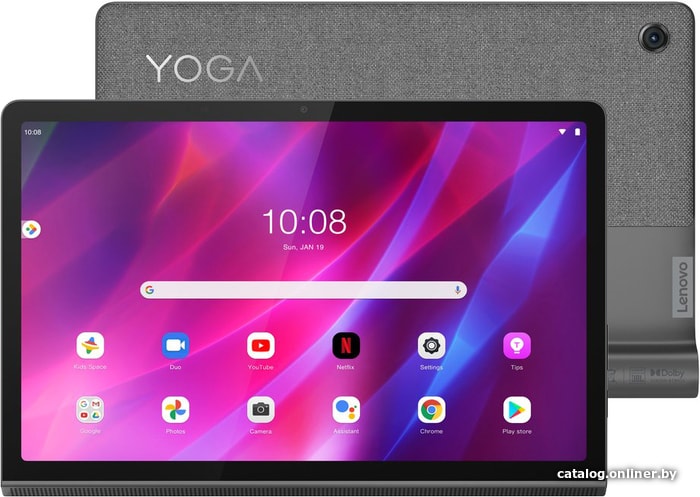 YOGA
10:08
10:08
Sun, JAN 19
Kids Space
Duo
YouTube
Netflix
Settings
Tips
Google
Photos
Camera
Assistant
Chrome
Play store
Lenovo
JBL
Dolby
catalog.onliner.by